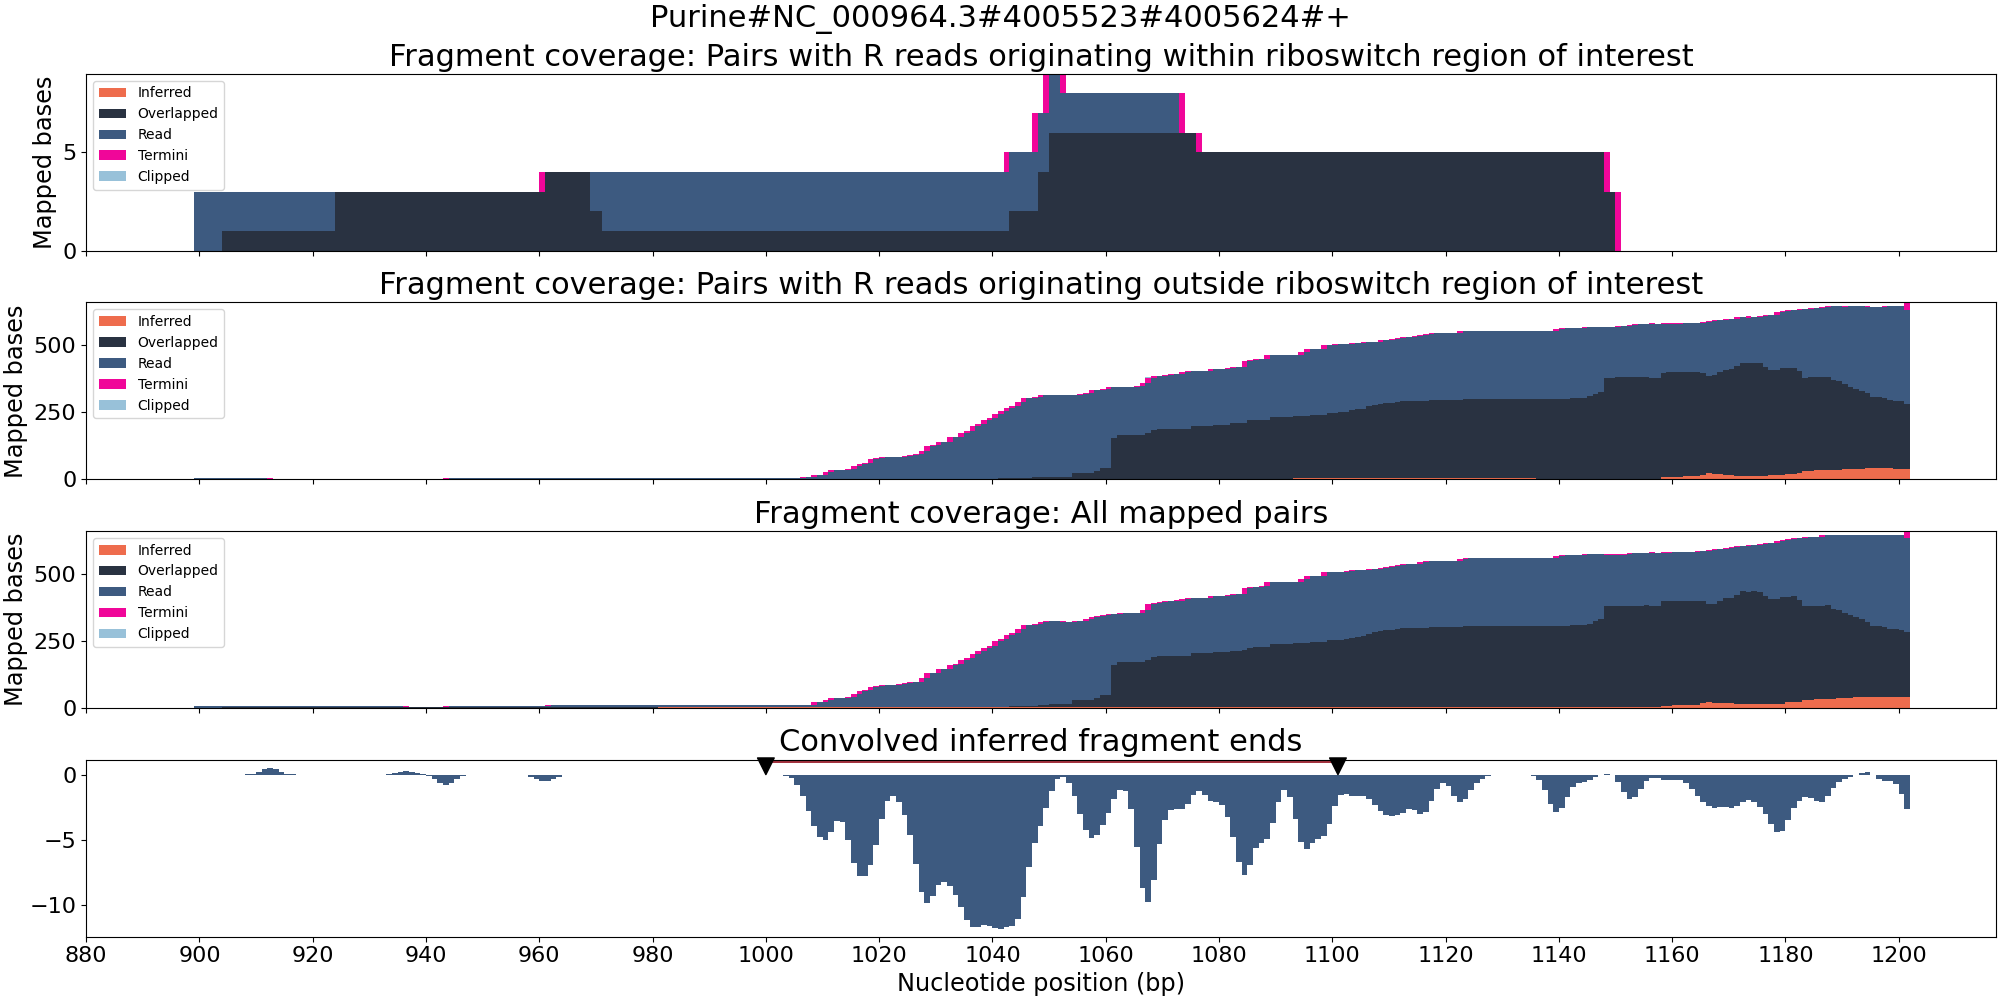 Purine#NC_000964.3#4005523#4005624#+
Fragment coverage: Pairs with R reads originating within riboswitch region of interest
Mapped bases
5
0
Inferred
Overlapped
Read
Termini
Clipped
Fragment coverage: Pairs with R reads originating outside riboswitch region of interest
Mapped bases
500
250
0
Inferred
Overlapped
Read
Termini
Clipped
Fragment coverage: All mapped pairs
Mapped bases
500
250
0
Inferred
Overlapped
Read
Termini
Clipped
Convolved inferred fragment ends
0
−5
−10
880 900 920 940 960 980 1000 1020 1040 1060 1080 1100 1120 1140 1160 1180 1200
Nucleotide position (bp)